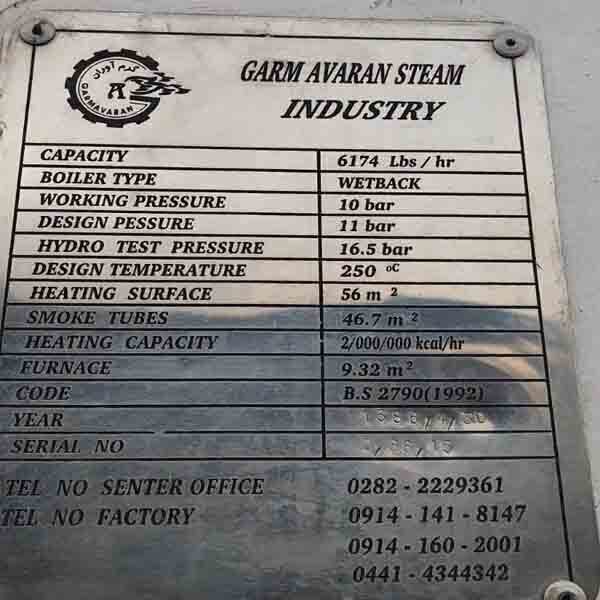 گرم آوران
GARMAVARAN
GARM AVARAN STEAM
INDUSTRY
CAPACITY 6174 Lbs / hr
BOILER TYPE WETBACK
WORKING PRESSURE 10 bar
DESIGN PESSURE 11 bar
HYDRO TEST PRESSURE 16.5 bar
DESIGN TEMPERATURE 250 ºC
HEATING SURFACE 56 m ²
SMOKE TUBES 46.7 m ²
HEATING CAPACITY 2/000/000 kcal/hr
FURNACE 9.32 m²
CODE B.S 2790(1992)
YEAR
SERIAL NO
TEL NO SENTER OFFICE 0282 - 2229361
TEL NO FACTORY 0914 - 141 - 8147
0914 - 160 - 2001
0441 - 4344342